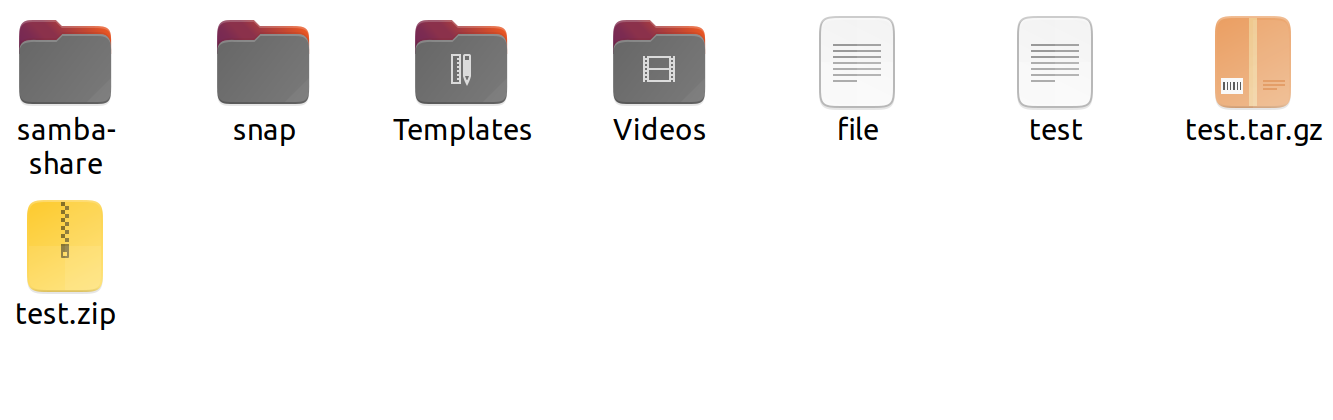 samba-
share
snap
Templates
Videos
file
test
test.tar.gz
test.zip